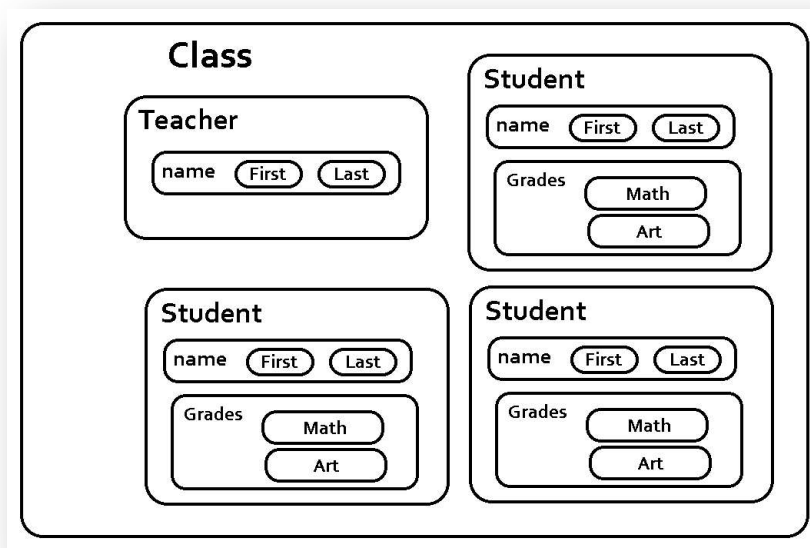 Class
Teacher
name First Last
Student
name First Last
Grades
Math
Art
Student
name First Last
Grades
Math
Art
Student
name First Last
Grades
Math
Art